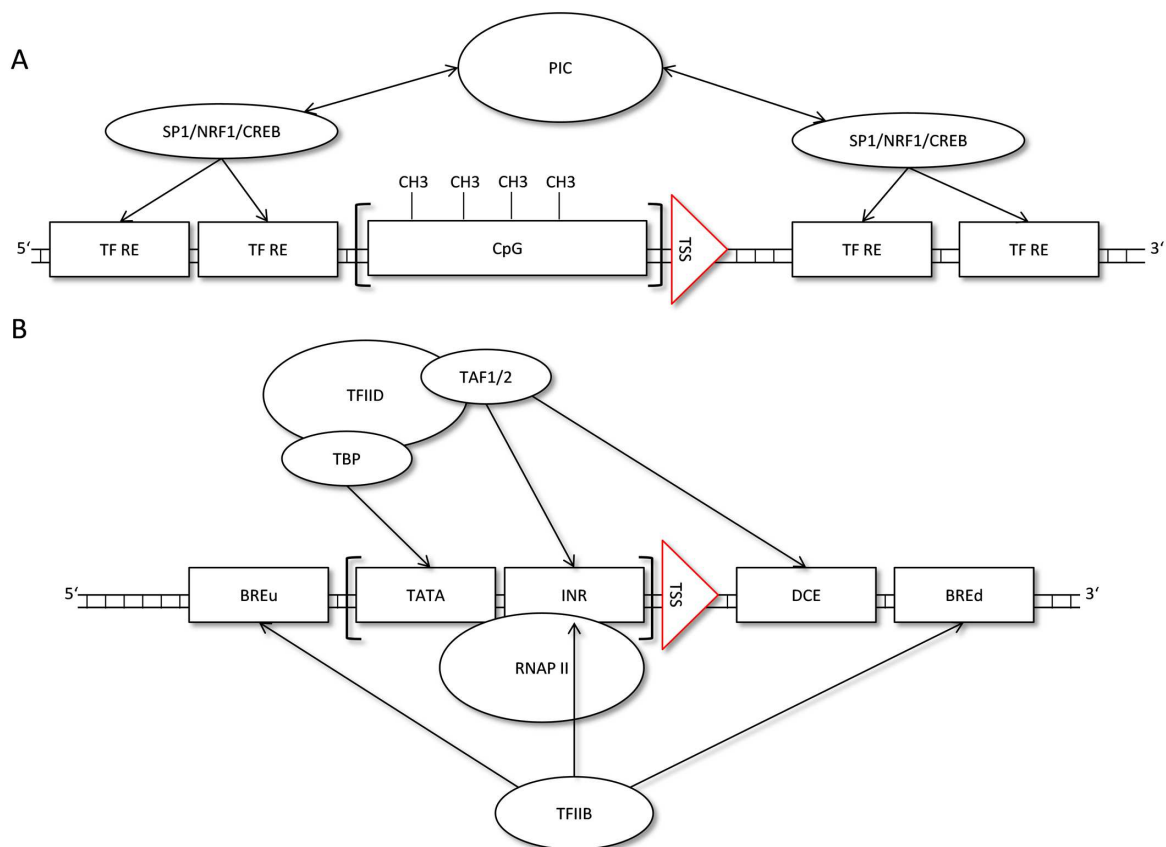 A
PIC
SP1/NRF1/CREB
SP1/NRF1/CREB
CH3 CH3 CH3 CH3
5‘ TF RE TF RE CpG TSS TF RE TF RE 3‘
B
TAF1/2
TFIID
TBP
5‘ BREu TATA INR TSS DCE BREd 3‘
RNAP II
TFIIB